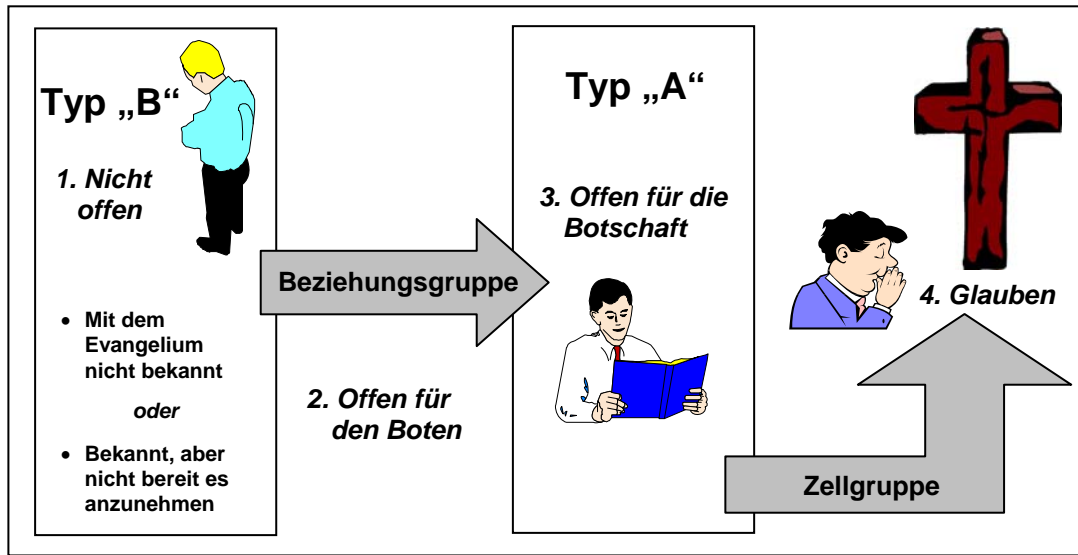 Typ „B“
1. Nicht
offen
• Mit dem
Evangelium
nicht bekannt
oder
• Bekannt, aber
nicht bereit es
anzunehmen
Beziehungsgruppe
2. Offen für
den Boten
Typ „A“
3. Offen für die
Botschaft
Zellgruppe
4. Glauben